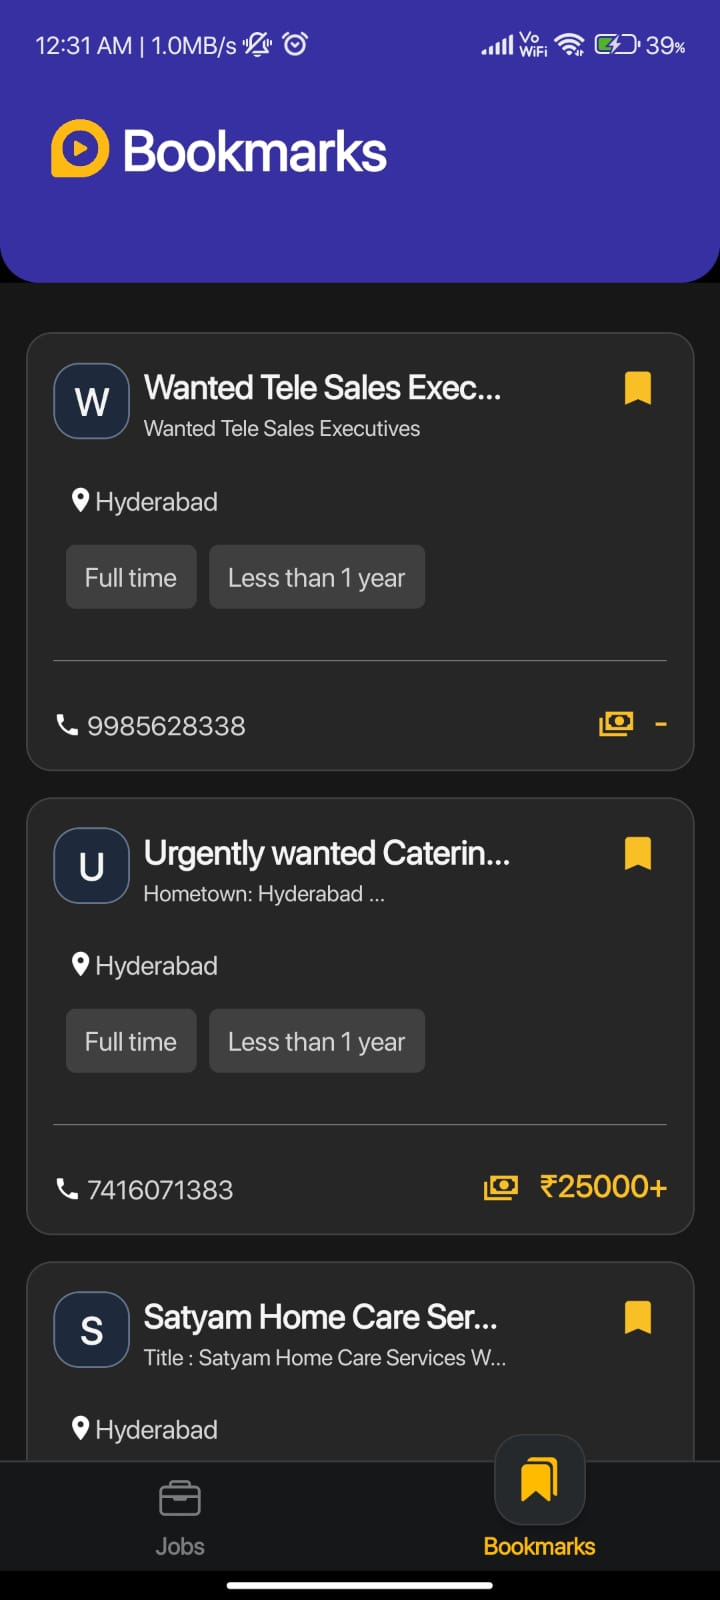 12:31 AM | 1.0MB/s Vo WiFi 39%
Bookmarks
W Wanted Tele Sales Exec...
Wanted Tele Sales Executives
Hyderabad
Full time Less than 1 year
9985628338 -
U Urgently wanted Caterin...
Hometown: Hyderabad ...
Hyderabad
Full time Less than 1 year
7416071383 ₹25000+
S Satyam Home Care Ser...
Title : Satyam Home Care Services W...
Hyderabad
Jobs Bookmarks